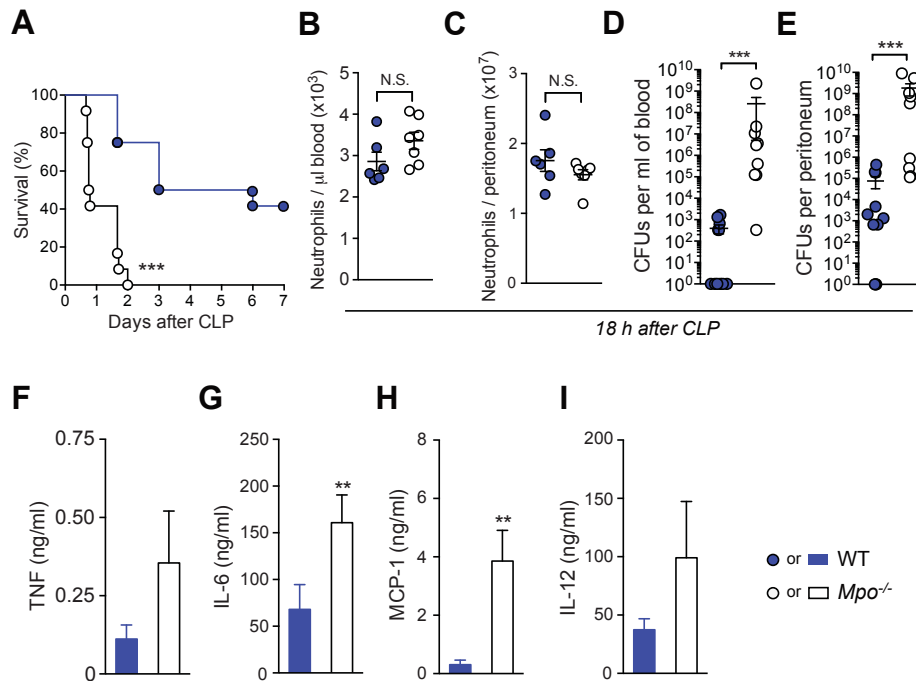 A
Survival (%)
100
80
60
40
20
0
0 1 2 3 4 5 6 7
***
Days after CLP
B
Neutrophils / µl blood (x10³)
5
4
3
2
1
0
N.S.
C
Neutrophils / peritoneum (x10⁷)
3
2
1
0
N.S.
D
CFUs per ml of blood
10¹⁰
10⁹
10⁸
10⁷
10⁶
10⁵
10⁴
10³
10²
10¹
10⁰
***
E
CFUs per peritoneum
10¹⁰
10⁹
10⁸
10⁷
10⁶
10⁵
10⁴
10³
10²
10¹
10⁰
***
18 h after CLP
F
TNF (ng/ml)
0.75
0.50
0.25
0
G
IL-6 (ng/ml)
250
200
150
100
50
0
**
H
MCP-1 (ng/ml)
8
6
4
2
0
**
I
IL-12 (ng/ml)
200
150
100
50
0
or WT
or Mpo⁻/⁻